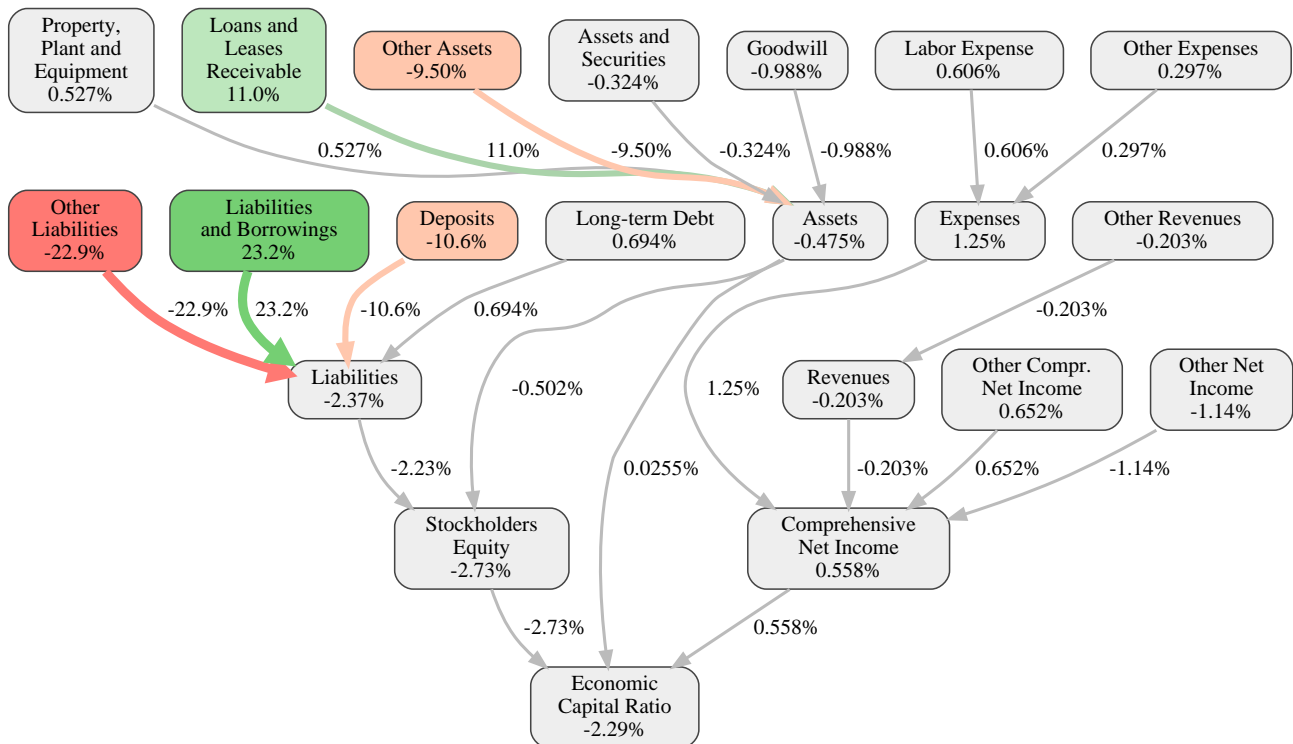 Property,
Plant and
Equipment
0.527%
Loans and
Leases
Receivable
11.0%
Other Assets
-9.50%
Assets and
Securities
-0.324%
Goodwill
-0.988%
Labor Expense
0.606%
Other Expenses
0.297%
0.527%
11.0%
-9.50%
-0.324%
-0.988%
0.606%
0.297%
Other
Liabilities
-22.9%
Liabilities
and Borrowings
23.2%
Deposits
-10.6%
Long-term Debt
0.694%
Assets
-0.475%
Expenses
1.25%
Other Revenues
-0.203%
-22.9%
23.2%
-10.6%
0.694%
-0.203%
Liabilities
-2.37%
-0.502%
1.25%
Revenues
-0.203%
Other Compr.
Net Income
0.652%
Other Net
Income
-1.14%
-2.23%
0.0255%
-0.203%
0.652%
-1.14%
Stockholders
Equity
-2.73%
Comprehensive
Net Income
0.558%
-2.73%
0.558%
Economic
Capital Ratio
-2.29%